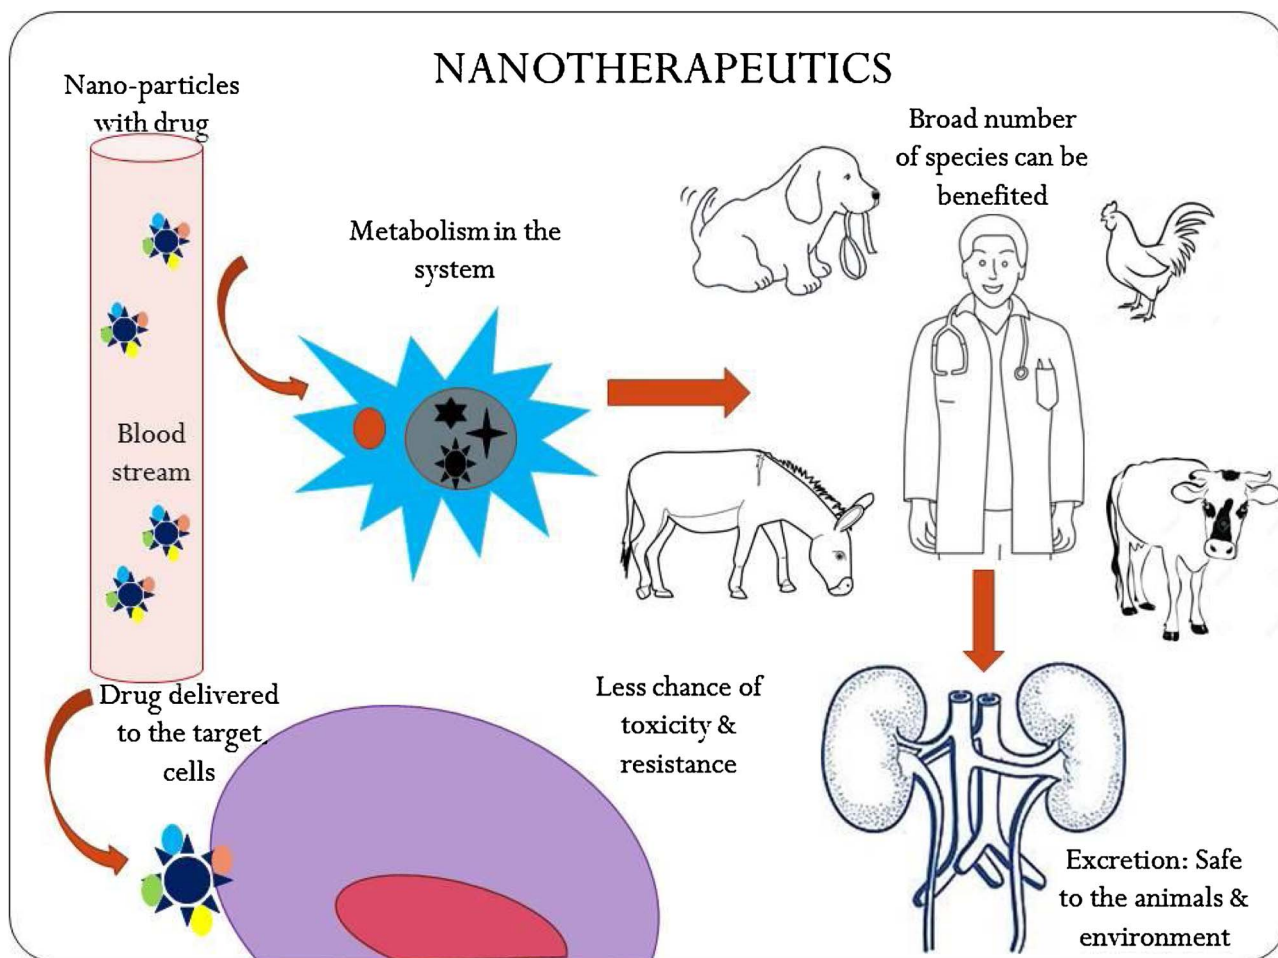 NANOTHERAPEUTICS
Nano-particles
with drug
Broad number
of species can be
benefited
Metabolism in the
system
Blood
stream
Drug delivered
to the target
cells
Less chance of
toxicity &
resistance
Excretion: Safe
to the animals &
environment